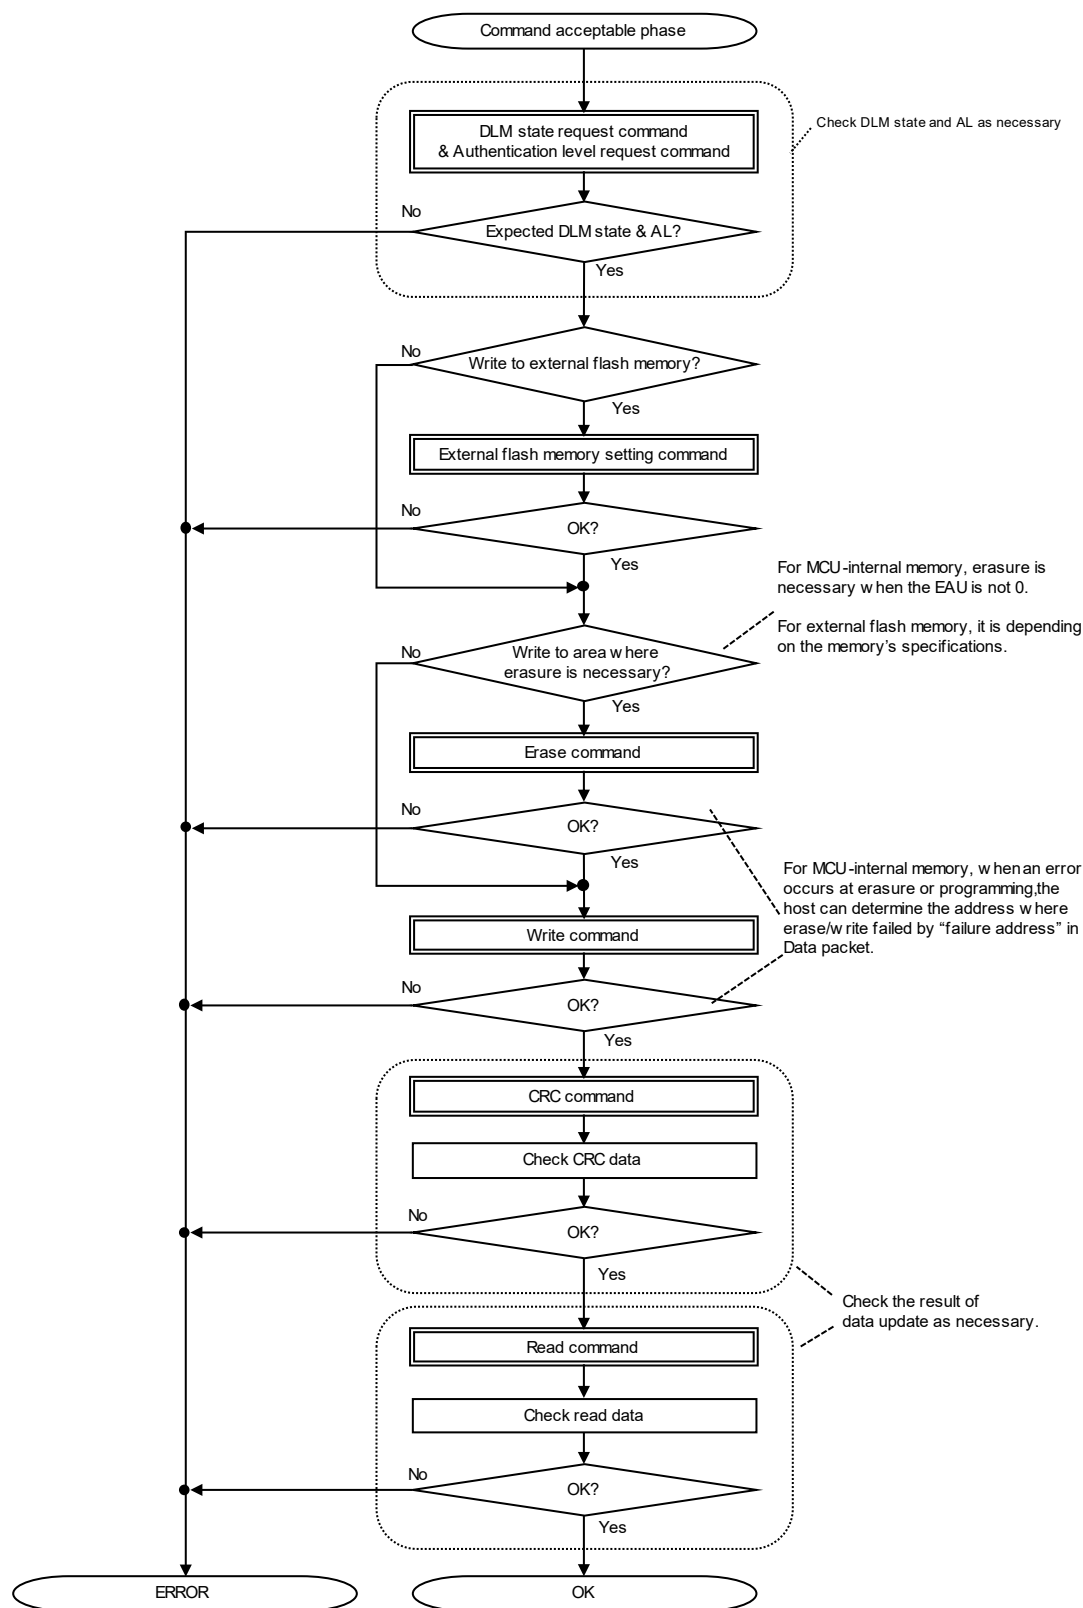 Command acceptable phase
DLM state request command
& Authentication level request command
Check DLM state and AL as necessary
No
Expected DLM state & AL?
Yes
No
Write to external flash memory?
Yes
External flash memory setting command
No
OK?
Yes
For MCU-internal memory, erasure is
necessary when the EAU is not 0.
For external flash memory, it is depending
on the memory's specifications.
No
Write to area where
erasure is necessary?
Yes
Erase command
No
OK?
Yes
For MCU-internal memory, when an error
occurs at erasure or programming,the
host can determine the address where
erase/write failed by “failure address” in
Data packet.
Write command
No
OK?
Yes
CRC command
Check CRC data
No
OK?
Yes
Check the result of
data update as necessary.
Read command
Check read data
No
OK?
Yes
ERROR
OK